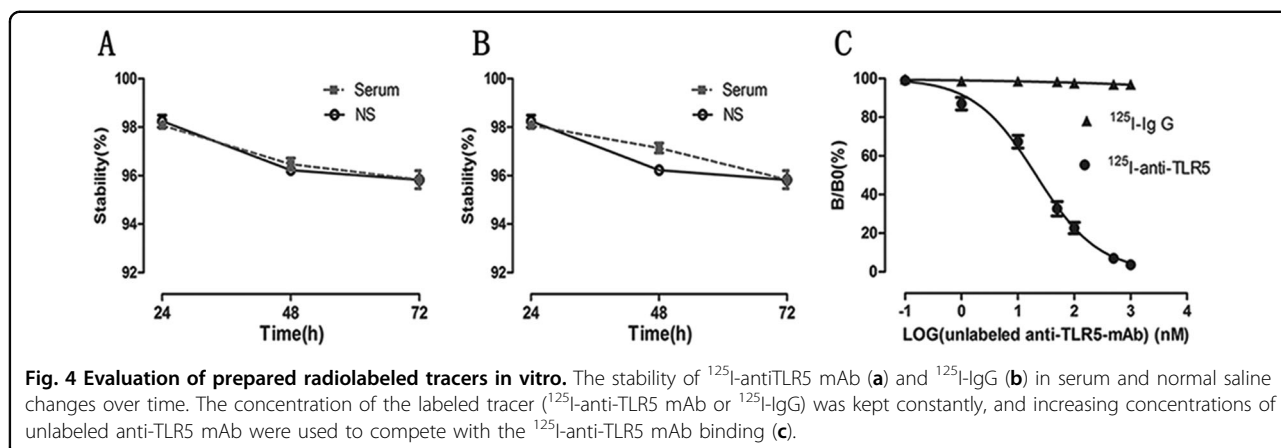 A
B
C
100
98
96
94
92
Stability(%)
Serum
NS
24
48
72
Time(h)
100
98
96
94
92
Stability(%)
Serum
NS
24
48
72
Time(h)
100
80
60
40
20
0
B/B0(%)
125I-Ig G
125I-anti-TLR5
-1
0
1
2
3
4
LOG(unlabeled anti-TLR5-mAb) (nM)
Fig. 4 Evaluation of prepared radiolabeled tracers in vitro. The stability of 125I-antiTLR5 mAb (a) and 125I-IgG (b) in serum and normal saline
changes over time. The concentration of the labeled tracer (125I-anti-TLR5 mAb or 125I-IgG) was kept constantly, and increasing concentrations of
unlabeled anti-TLR5 mAb were used to compete with the 125I-anti-TLR5 mAb binding (c).